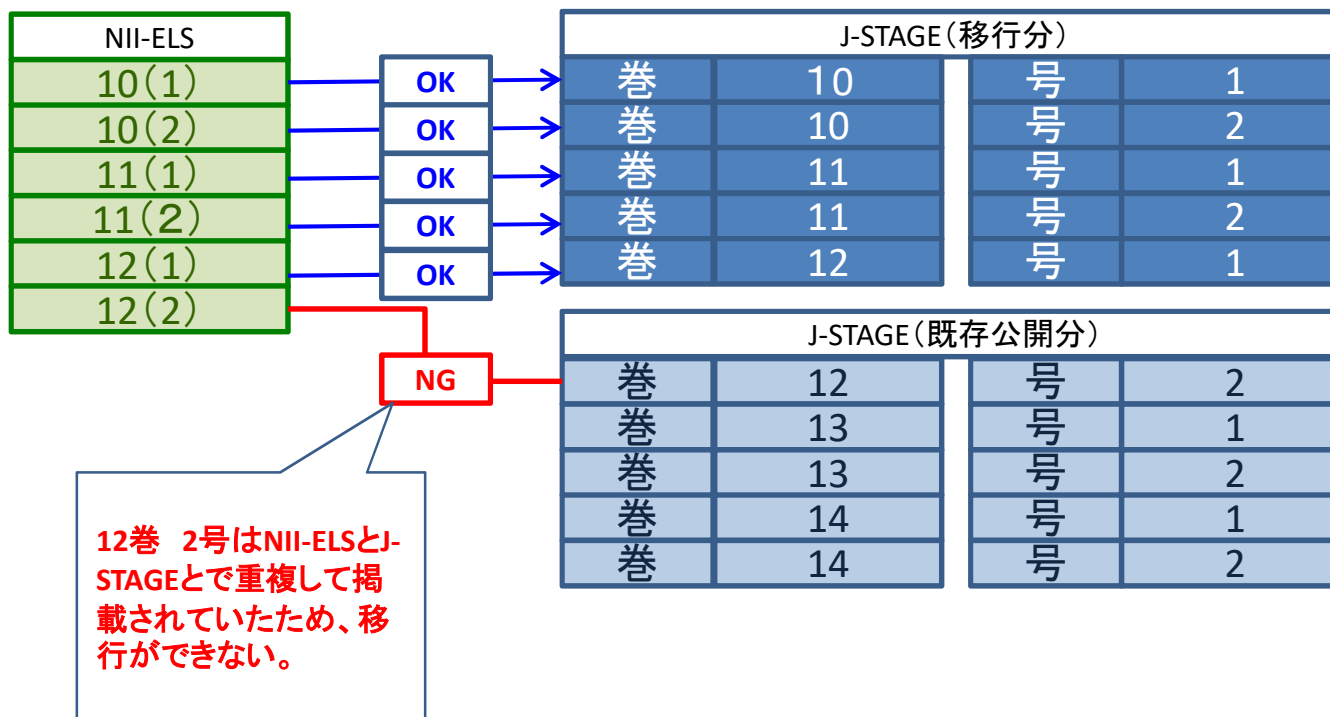 NII-ELS
10(1)
10(2)
11(1)
11(2)
12(1)
12(2)
OK
OK
OK
OK
OK
NG
J-STAGE(移行分)
巻 10 号 1
巻 10 号 2
巻 11 号 1
巻 11 号 2
巻 12 号 1
J-STAGE(既存公開分)
巻 12 号 2
巻 13 号 1
巻 13 号 2
巻 14 号 1
巻 14 号 2
12巻 2号はNII-ELSとJ-
STAGEとで重複して掲
載されていたため、移
行ができない。